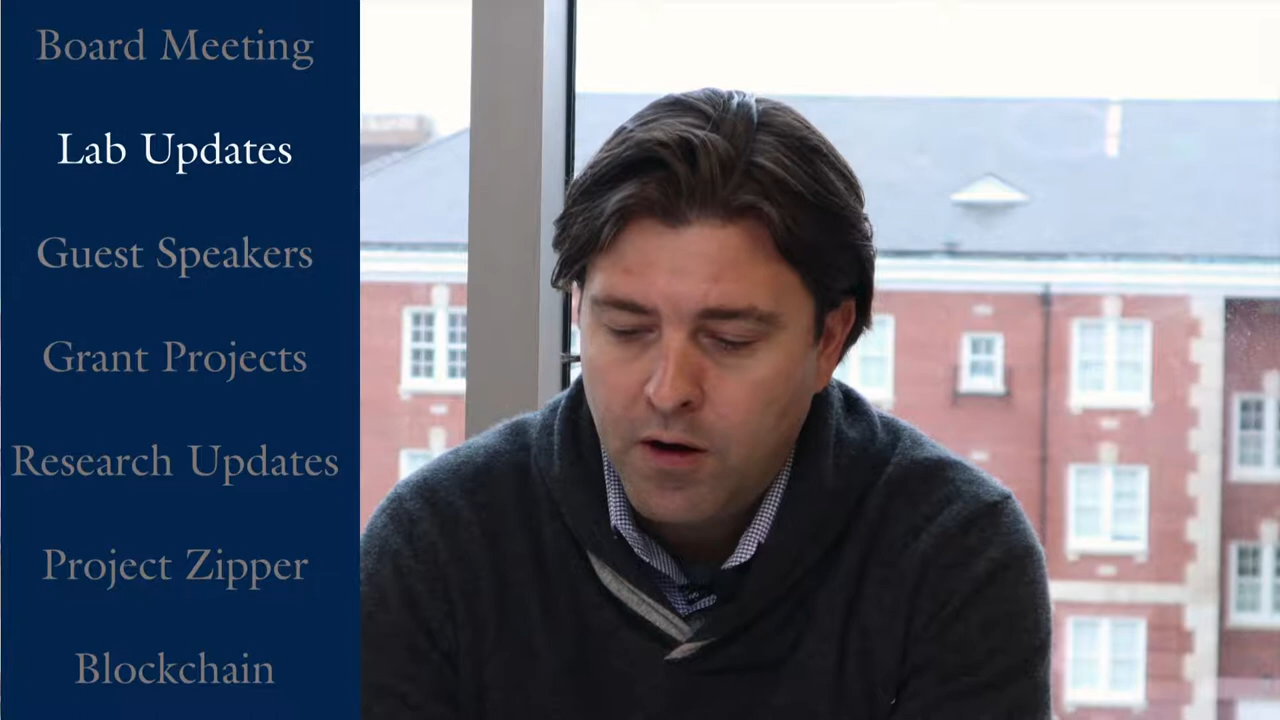 Board Meeting
Lab Updates
Guest Speakers
Grant Projects
Research Updates
Project Zipper
Blockchain